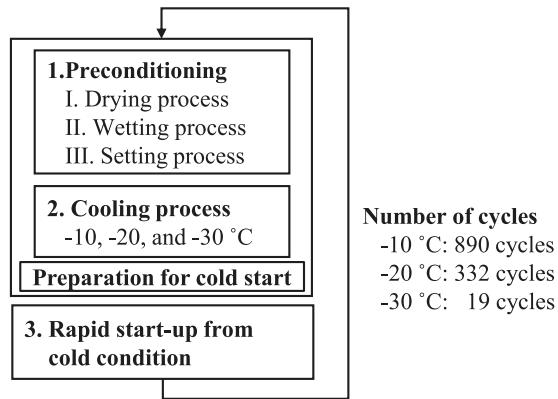 1.Preconditioning
I. Drying process
II. Wetting process
III. Setting process
2. Cooling process
-10, -20, and -30 ˚C
Preparation for cold start
3. Rapid start-up from
cold condition
Number of cycles
-10 ˚C: 890 cycles
-20 ˚C: 332 cycles
-30 ˚C: 19 cycles